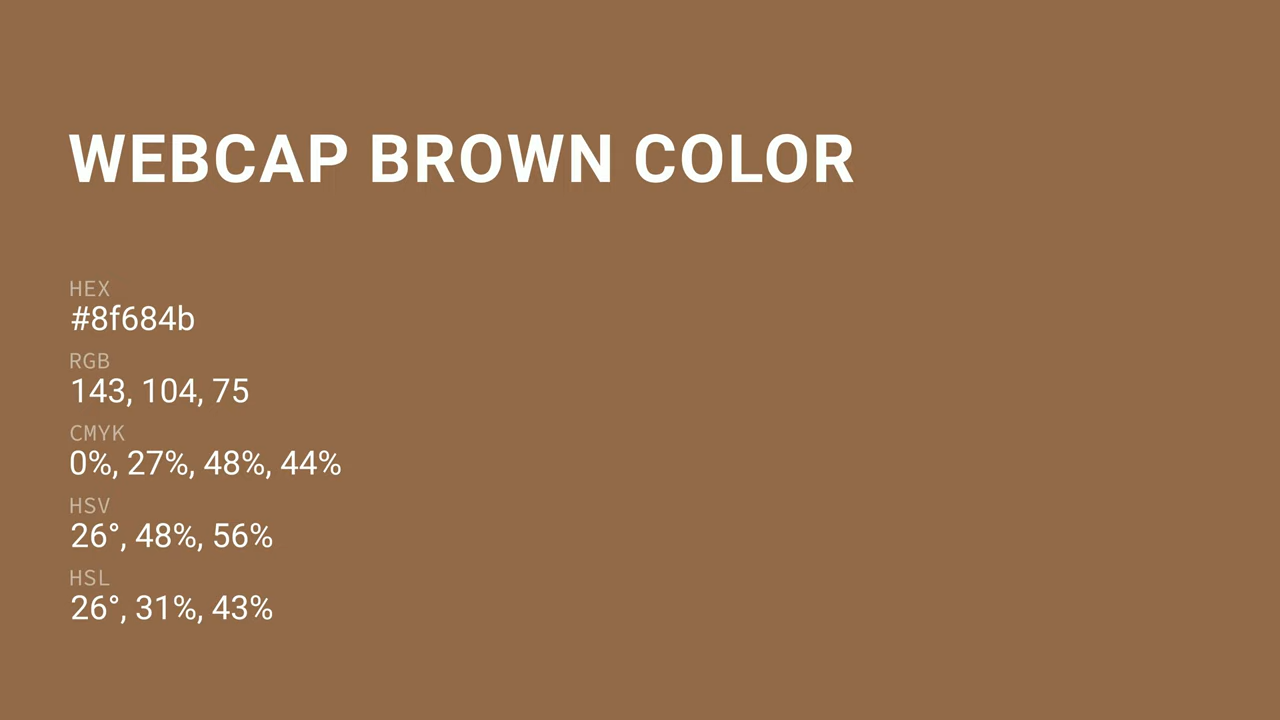 WEBCAP BROWN COLOR
HEX
#8f684b
RGB
143, 104, 75
CMYK
0%, 27%, 48%, 44%
HSV
26°, 48%, 56%
HSL
26°, 31%, 43%